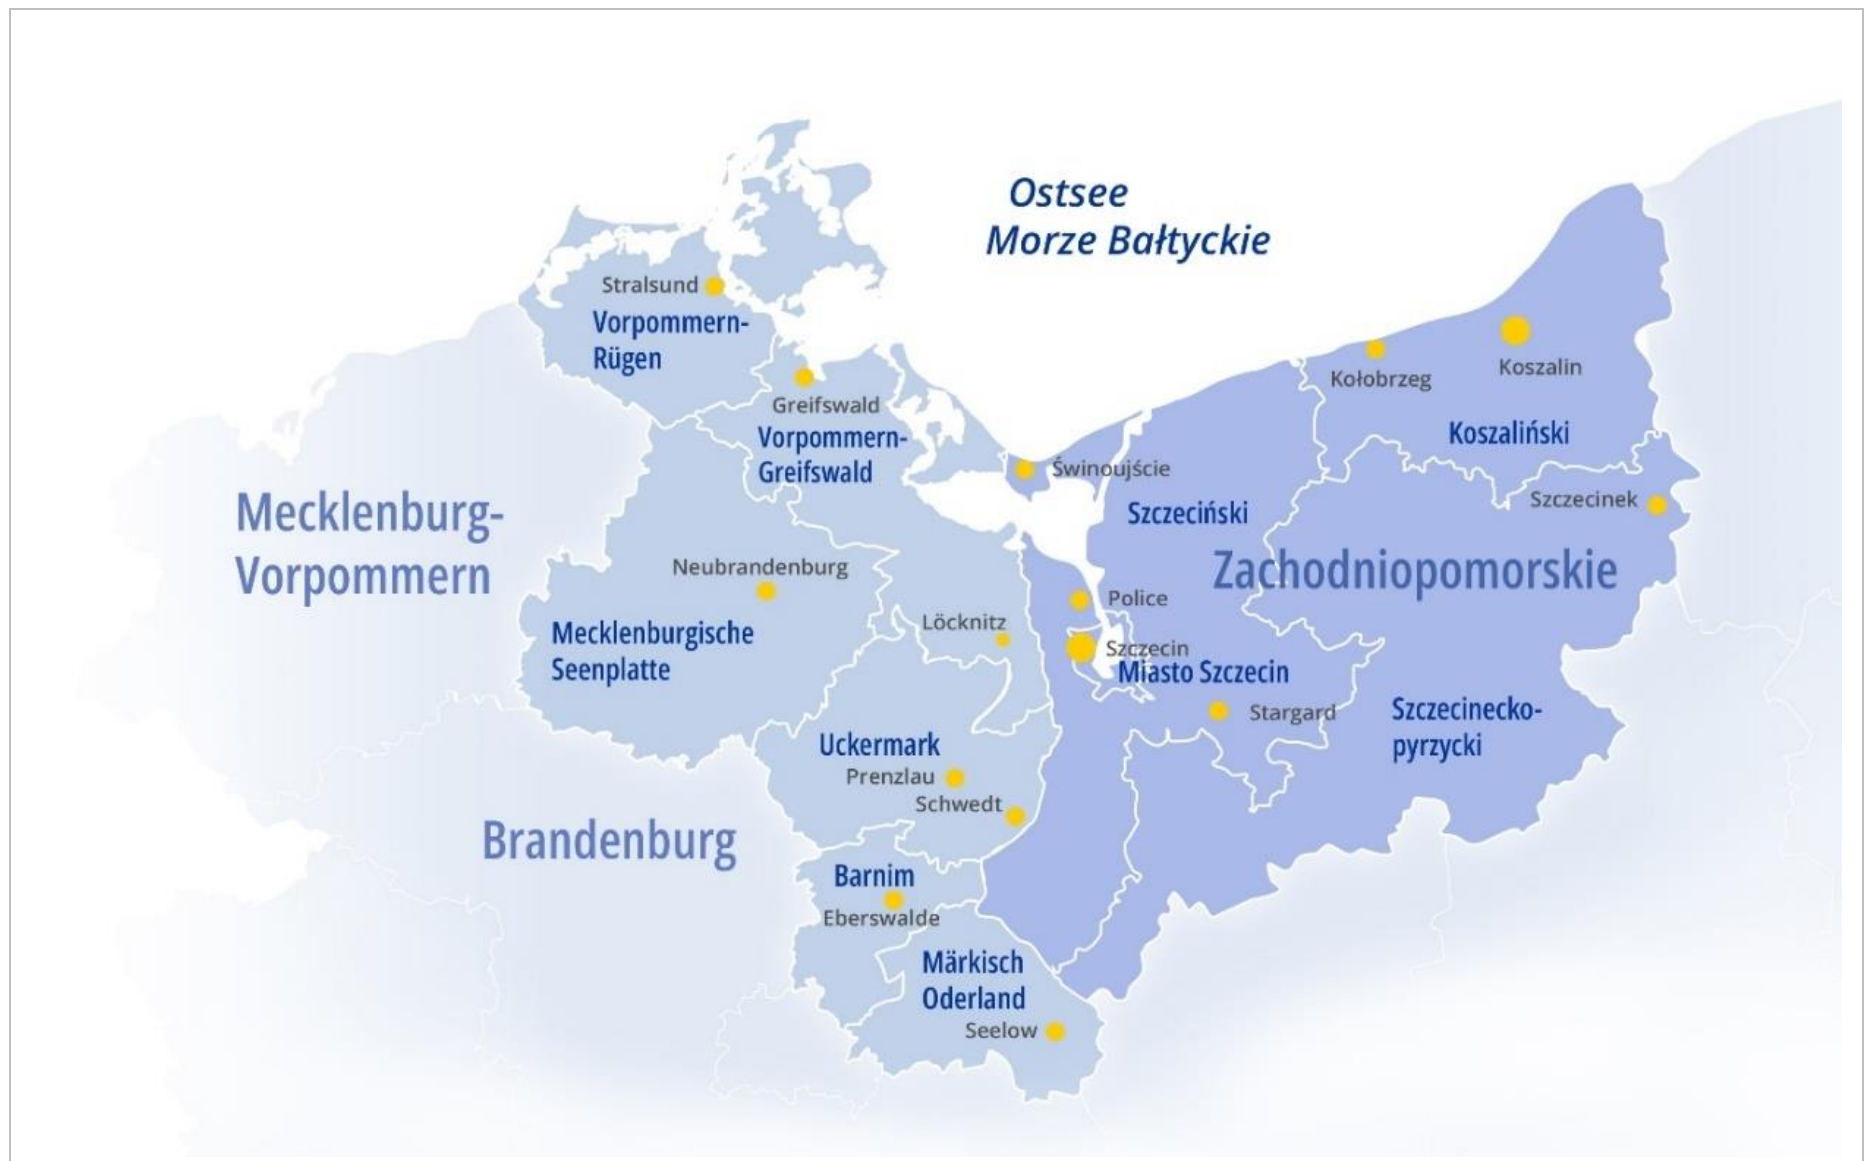 Ostsee
Morze Bałtyckie
Stralsund
Vorpommern-
Rügen
Greifswald
Vorpommern-
Greifswald
Kołobrzeg
Koszalin
Koszaliński
Świnoujście
Szczeciński
Szczecinek
Mecklenburg-
Vorpommern
Zachodniopomorskie
Neubrandenburg
Mecklenburgische
Seenplatte
Löcknitz
Police
Szczecin
Miasto Szczecin
Stargard
Szczecinecko-
pyrzycki
Uckermark
Prenzlau
Schwedt
Brandenburg
Barnim
Eberswalde
Märkisch
Oderland
Seelow